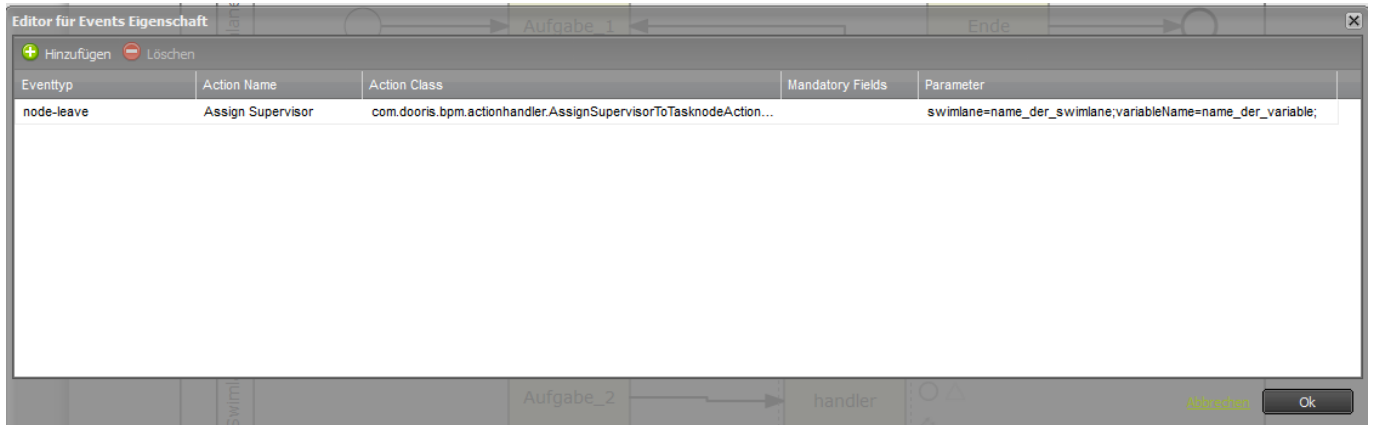 Editor für Events Eigenschaft
Aufgabe_1
Ende
Hinzufügen Löschen
Eventtyp Action Name Action Class Mandatory Fields Parameter
node-leave Assign Supervisor com.dooris.bpm.actionhandler.AssignSupervisorToTasknodeAction... swimlane=name_der_swimlane;variableName=name_der_variable;
Aufgabe_2
handler
Abbrechen
Ok